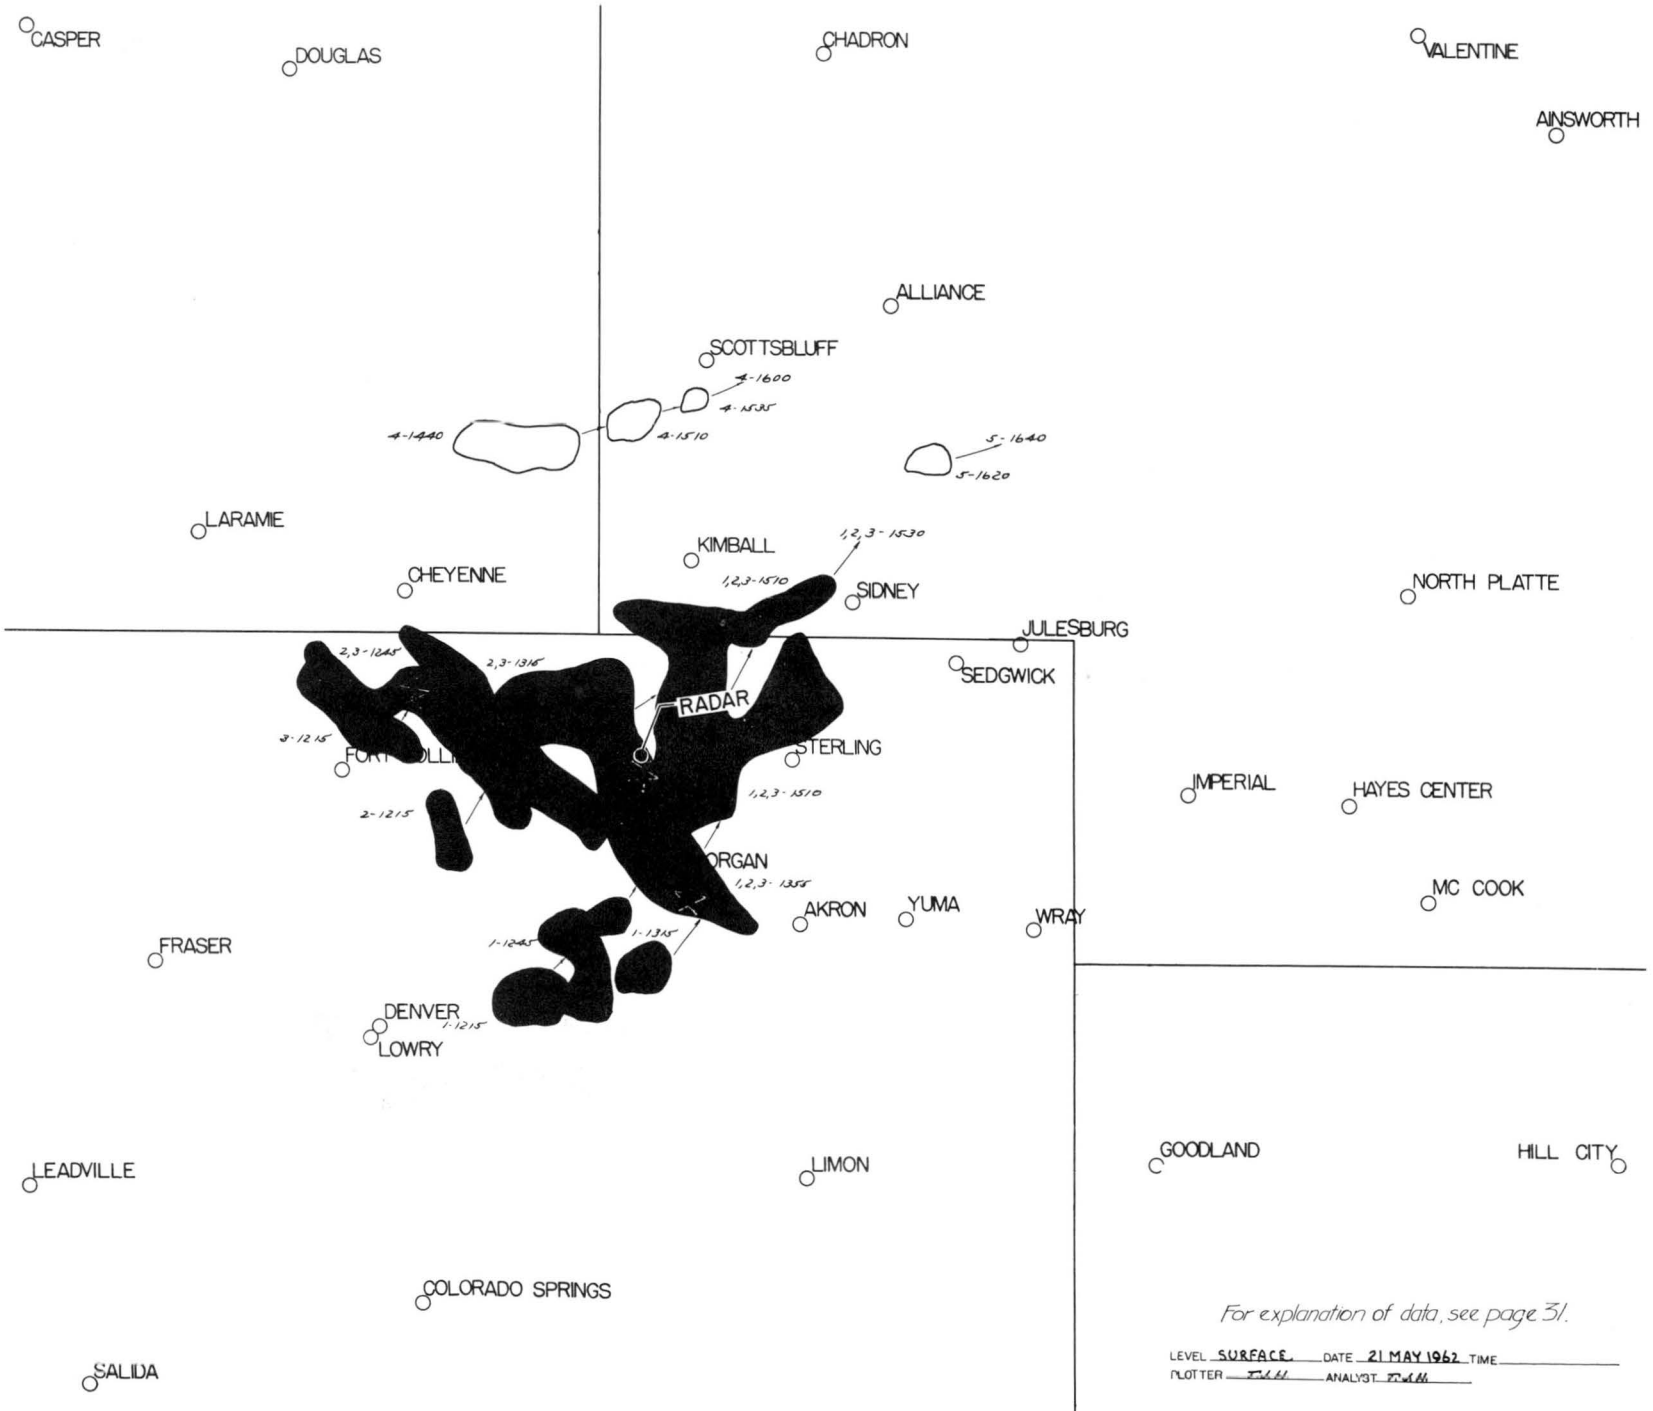 CASPER
DOUGLAS
CHADRON
VALENTINE
AINSWORTH
ALLIANCE
SCOTTSBLUFF
4-1600
4-1535
4-1440
4-1510
5-1640
5-1620
LARAMIE
1,2,3-1530
KIMBALL
CHEYENNE
1,2,3-1510
SIDNEY
NORTH PLATTE
JULESBURG
2,3-1245
2,3-1315
SEDGWICK
RADAR
3-1215
STERLING
IMPERIAL
HAYES CENTER
1,2,3-1510
2-1215
ORGAN
1,2,3-1355
MC COOK
AKRON
YUMA
WRAY
1-1245
1-1315
FRASER
DENVER
1-1215
LOWRY
LEADVILLE
LIMON
GOODLAND
HILL CITY
COLORADO SPRINGS
For explanation of data, see page 31.
LEVEL SURFACE DATE 21 MAY 1962 TIME
SALIDA
PLOTTER ANALYST